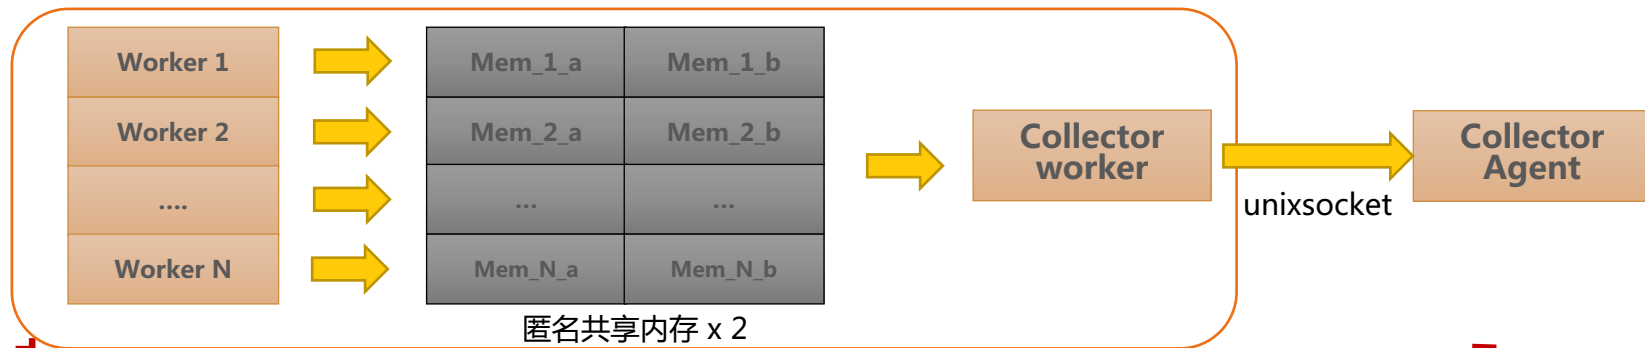 Worker 1
Mem_1_a
Mem_1_b
Worker 2
Mem_2_a
Mem_2_b
....
...
...
Worker N
Mem_N_a
Mem_N_b
匿名共享内存 x 2
Collector
worker
unixsocket
Collector
Agent